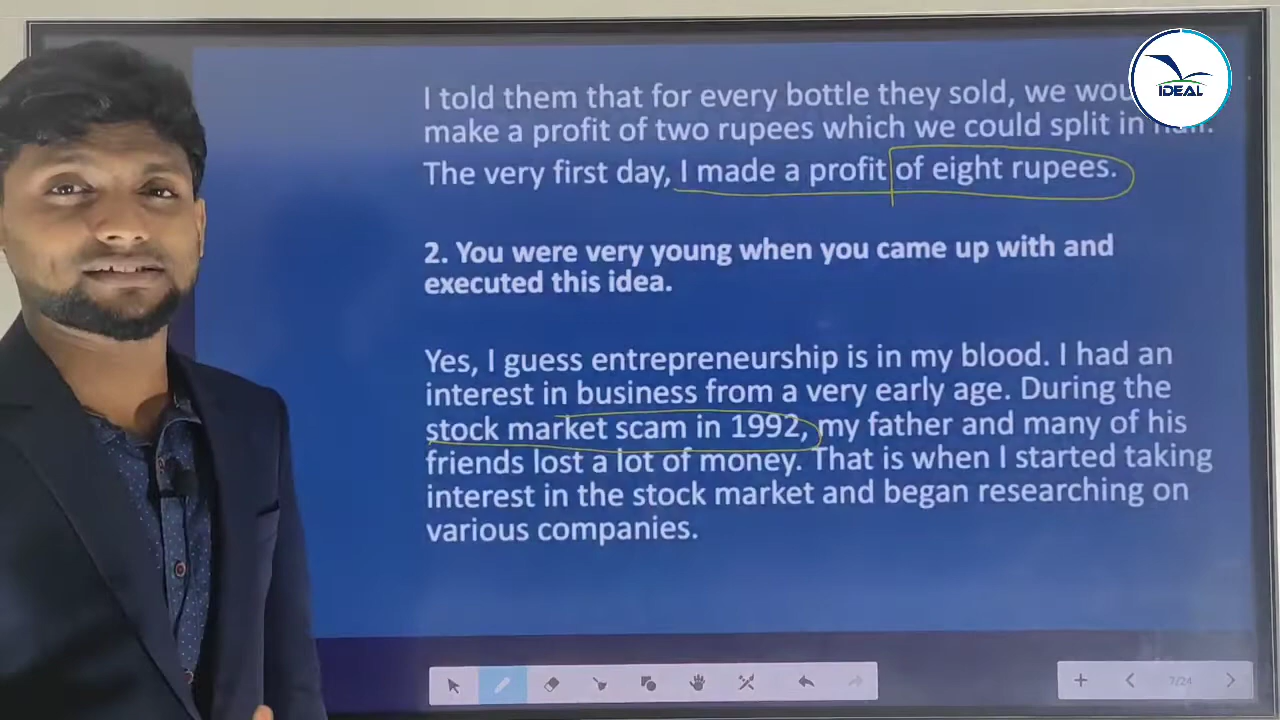 IDEAL
I told them that for every bottle they sold, we
make a profit of two rupees which we could split in
The very first day, I made a profit of eight rupees.
2. You were very young when you came up with and
executed this idea.
Yes, I guess entrepreneurship is in my blood. I had an
interest in business from a very early age. During the
stock market scam in 1992, my father and many of his
friends lost a lot of money. That is when I started taking
interest in the stock market and began researching on
various companies.
7/24